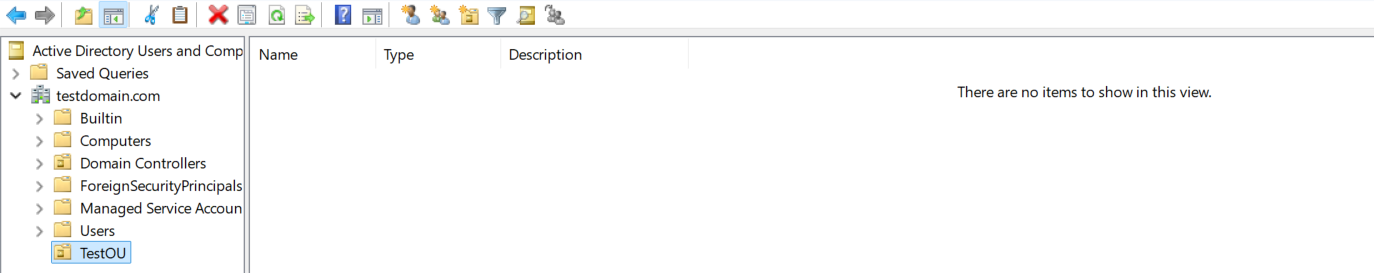 Active Directory Users and Comp
Name Type Description
Saved Queries
testdomain.com
There are no items to show in this view.
Builtin
Computers
Domain Controllers
ForeignSecurityPrincipals
Managed Service Accoun
Users
TestOU